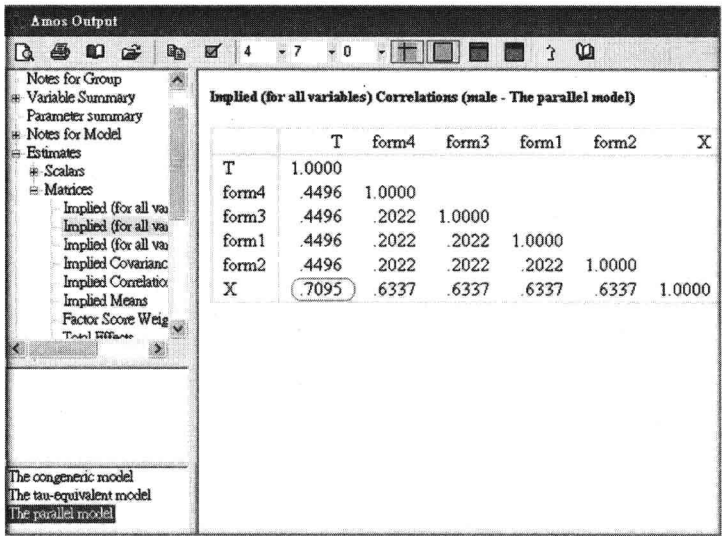 Amos Output
4 7 0
Notes for Group
Variable Summary
Parameter summary
Notes for Model
Estimates
Scalars
Matrices
Implied (for all va
Implied (for all va
Implied (for all va
Implied Covarianc
Implied Correlatio
Implied Means
Factor Score Weig
Total Effects
The congeneric model
The tau-equivalent model
The parallel model
Implied (for all variables) Correlations (male - The parallel model)
T form4 form3 form1 form2 X
T 1.0000
form4 .4496 1.0000
form3 .4496 .2022 1.0000
form1 .4496 .2022 .2022 1.0000
form2 .4496 .2022 .2022 .2022 1.0000
X .7095 .6337 .6337 .6337 .6337 1.0000